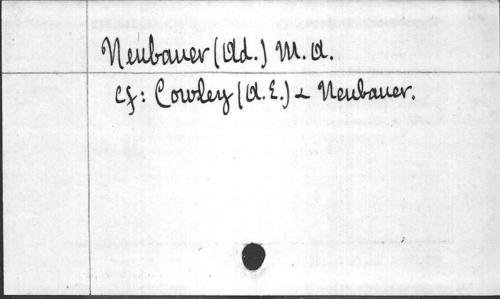 Neubauer (Ad.) M. A.
cf: Cowley (A. E.) & Neubauer.